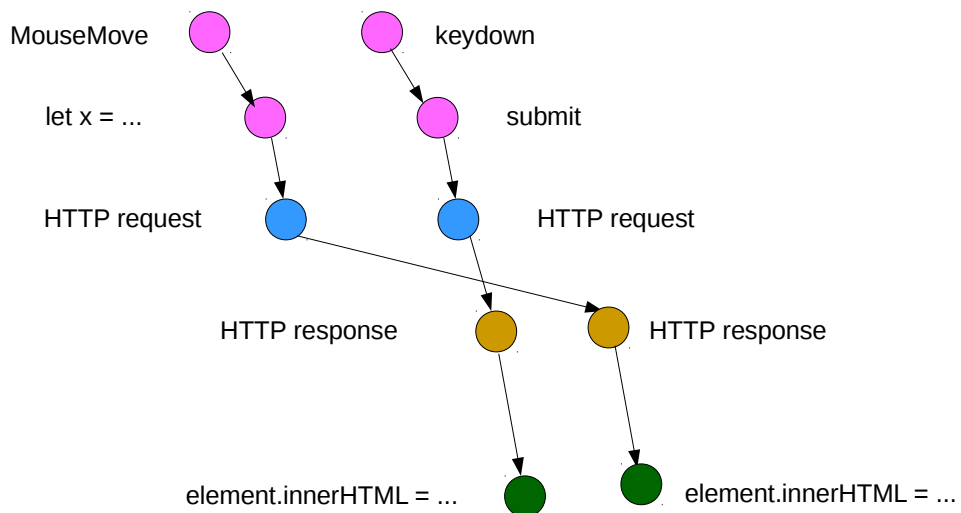 MouseMove
keydown
let x = ...
submit
HTTP request
HTTP request
HTTP response
HTTP response
element.innerHTML = ...
element.innerHTML = ...